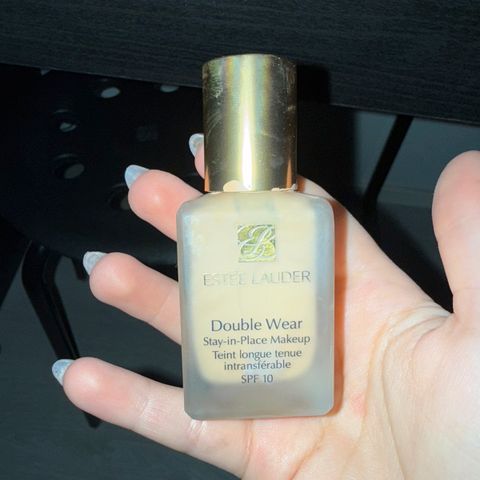 ESTĒE LAUDER
Double Wear
Stay-in-Place Makeup
Teint longue tenue
intransférable
SPF 10